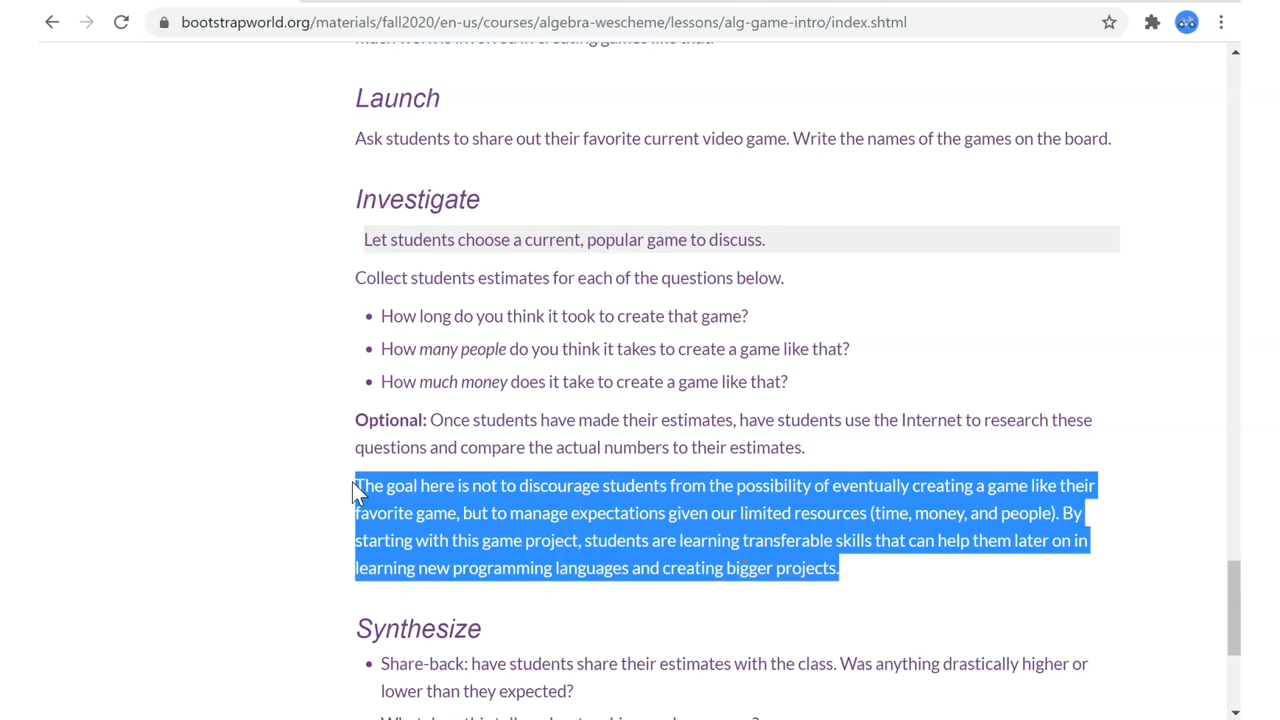 bootstrapworld.org/materials/fall2020/en-us/courses/algebra-wescheme/lessons/alg-game-intro/index.shtml
Launch
Ask students to share out their favorite current video game. Write the names of the games on the board.
Investigate
Let students choose a current, popular game to discuss.
Collect students estimates for each of the questions below.
• How long do you think it took to create that game?
• How many people do you think it takes to create a game like that?
• How much money does it take to create a game like that?
Optional: Once students have made their estimates, have students use the Internet to research these
questions and compare the actual numbers to their estimates.
The goal here is not to discourage students from the possibility of eventually creating a game like their
favorite game, but to manage expectations given our limited resources (time, money, and people). By
starting with this game project, students are learning transferable skills that can help them later on in
learning new programming languages and creating bigger projects.
Synthesize
• Share-back: have students share their estimates with the class. Was anything drastically higher or
lower than they expected?